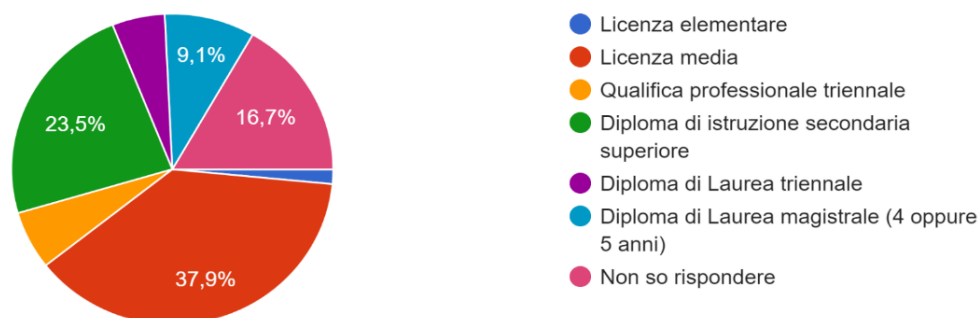 9,1%
23,5%
16,7%
37,9%
Licenza elementare
Licenza media
Qualifica professionale triennale
Diploma di istruzione secondaria
superiore
Diploma di Laurea triennale
Diploma di Laurea magistrale (4 oppure
5 anni)
Non so rispondere